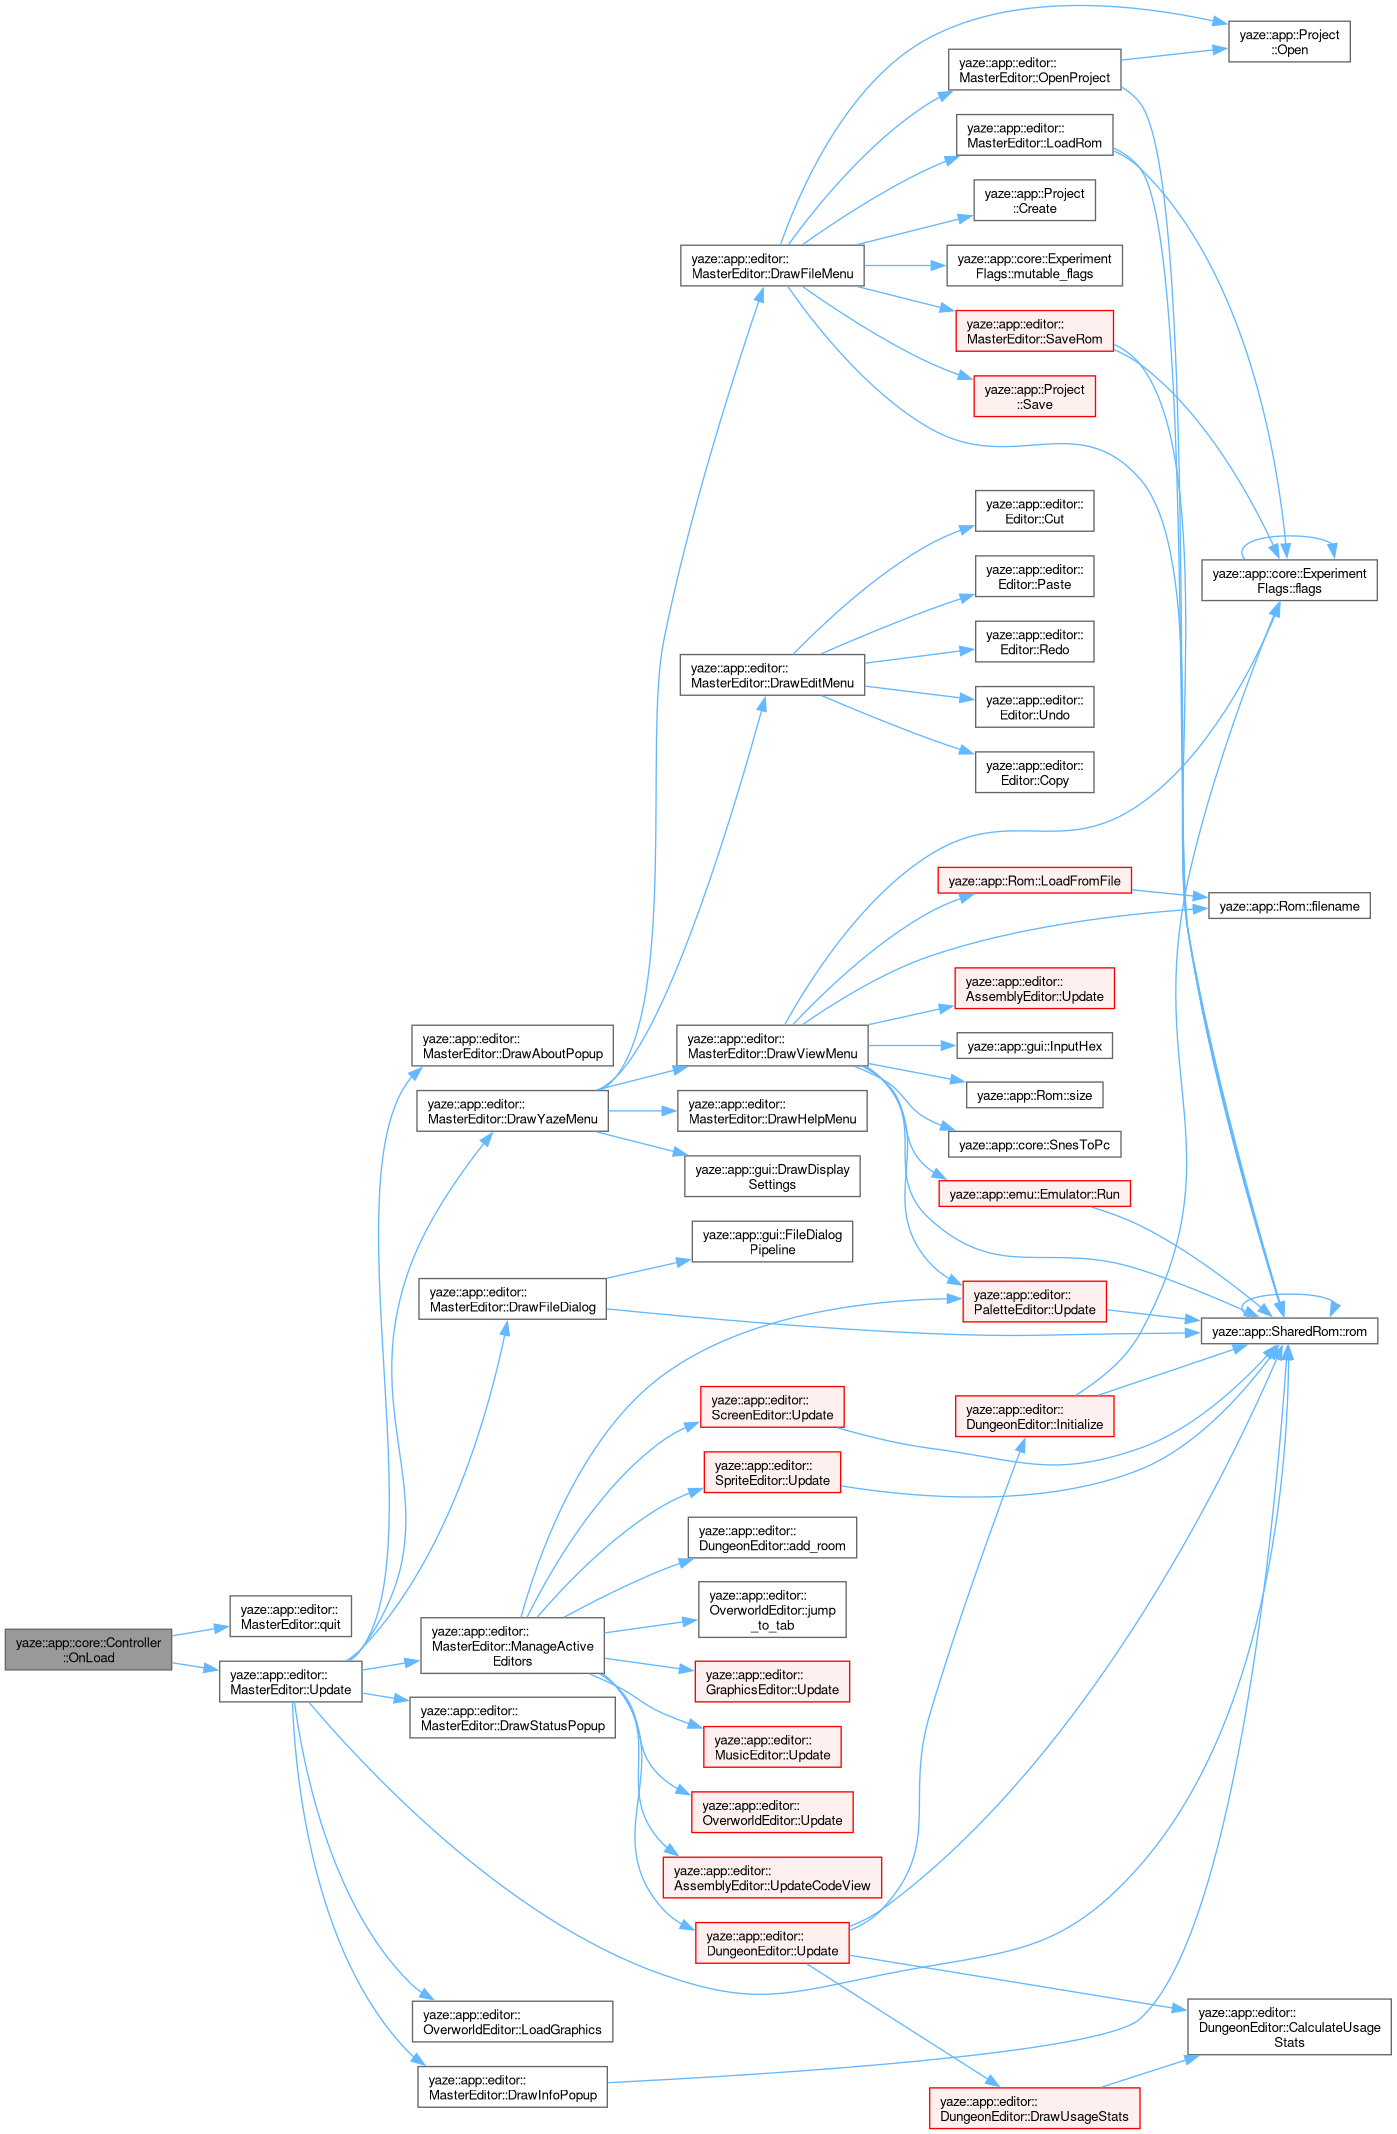 yaze::app::Project
::Open
yaze::app::editor::
MasterEditor::OpenProject
yaze::app::editor::
MasterEditor::LoadRom
yaze::app::Project
::Create
yaze::app::editor::
MasterEditor::DrawFileMenu
yaze::app::core::Experiment
Flags::mutable_flags
yaze::app::editor::
MasterEditor::SaveRom
yaze::app::Project
::Save
yaze::app::editor::
Editor::Cut
yaze::app::core::Experiment
Flags::flags
yaze::app::editor::
Editor::Paste
yaze::app::editor::
Editor::Redo
yaze::app::editor::
MasterEditor::DrawEditMenu
yaze::app::editor::
Editor::Undo
yaze::app::editor::
Editor::Copy
yaze::app::Rom::LoadFromFile
yaze::app::Rom::filename
yaze::app::editor::
AssemblyEditor::Update
yaze::app::editor::
MasterEditor::DrawAboutPopup
yaze::app::editor::
MasterEditor::DrawViewMenu
yaze::app::gui::InputHex
yaze::app::Rom::size
yaze::app::editor::
MasterEditor::DrawYazeMenu
yaze::app::editor::
MasterEditor::DrawHelpMenu
yaze::app::core::SnesToPc
yaze::app::gui::DrawDisplay
Settings
yaze::app::emu::Emulator::Run
yaze::app::gui::FileDialog
Pipeline
yaze::app::editor::
MasterEditor::DrawFileDialog
yaze::app::editor::
PaletteEditor::Update
yaze::app::SharedRom::rom
yaze::app::editor::
ScreenEditor::Update
yaze::app::editor::
DungeonEditor::Initialize
yaze::app::editor::
SpriteEditor::Update
yaze::app::editor::
DungeonEditor::add_room
yaze::app::editor::
OverworldEditor::jump
_to_tab
yaze::app::editor::
MasterEditor::quit
yaze::app::core::Controller
::OnLoad
yaze::app::editor::
MasterEditor::Update
yaze::app::editor::
MasterEditor::ManageActive
Editors
yaze::app::editor::
GraphicsEditor::Update
yaze::app::editor::
MasterEditor::DrawStatusPopup
yaze::app::editor::
MusicEditor::Update
yaze::app::editor::
OverworldEditor::Update
yaze::app::editor::
AssemblyEditor::UpdateCodeView
yaze::app::editor::
DungeonEditor::Update
yaze::app::editor::
OverworldEditor::LoadGraphics
yaze::app::editor::
DungeonEditor::CalculateUsage
Stats
yaze::app::editor::
MasterEditor::DrawInfoPopup
yaze::app::editor::
DungeonEditor::DrawUsageStats